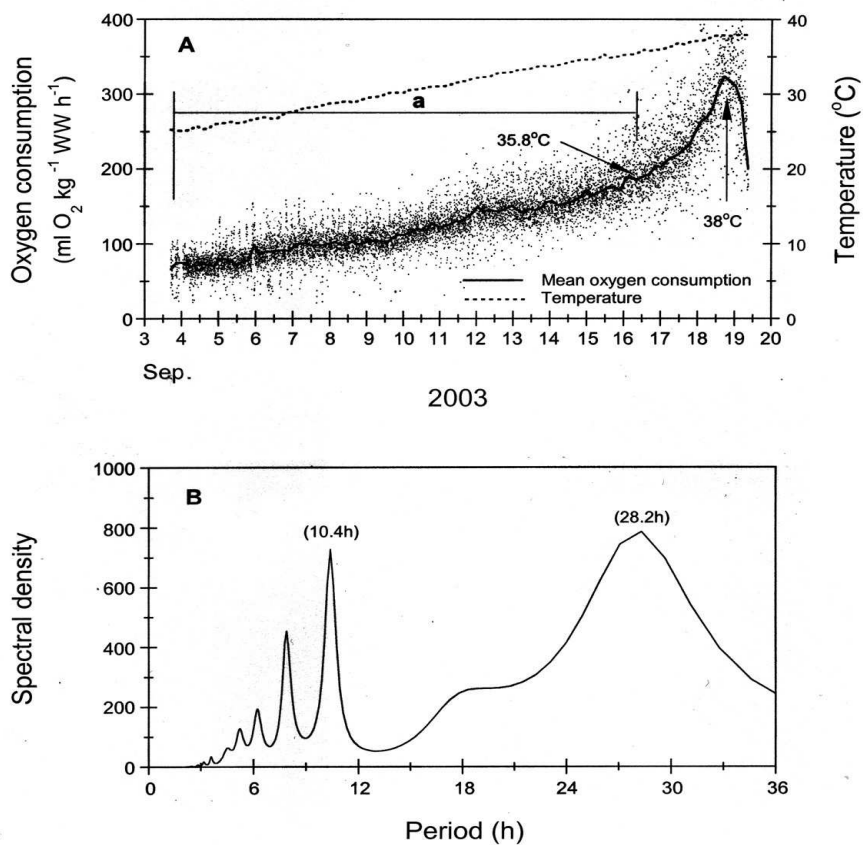 A
Oxygen consumption
(ml O₂ kg⁻¹ WW h⁻¹)
400
300
200
100
0
Temperature (°C)
40
30
20
10
0
a
35.8°C
38°C
Mean oxygen consumption
Temperature
3 4 5 6 7 8 9 10 11 12 13 14 15 16 17 18 19 20
Sep.
2003
B
Spectral density
1000
800
600
400
200
0
(10.4h)
(28.2h)
0 6 12 18 24 30 36
Period (h)